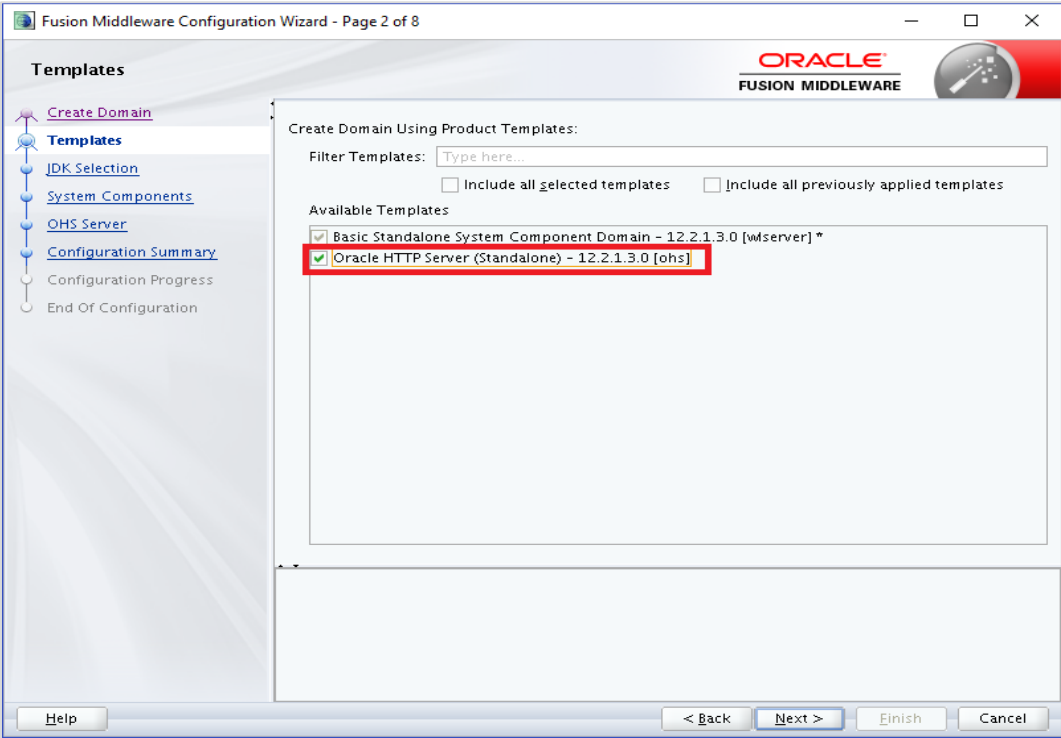 Fusion Middleware Configuration Wizard - Page 2 of 8
Templates
ORACLE
FUSION MIDDLEWARE
Create Domain
Templates
JDK Selection
System Components
OHS Server
Configuration Summary
Configuration Progress
End Of Configuration
Create Domain Using Product Templates:
Filter Templates: Type here...
Include all selected templates Include all previously applied templates
Available Templates
Basic Standalone System Component Domain - 12.2.1.3.0 [wlserver] *
Oracle HTTP Server (Standalone) - 12.2.1.3.0 [ohs]
Help < Back Next > Finish Cancel